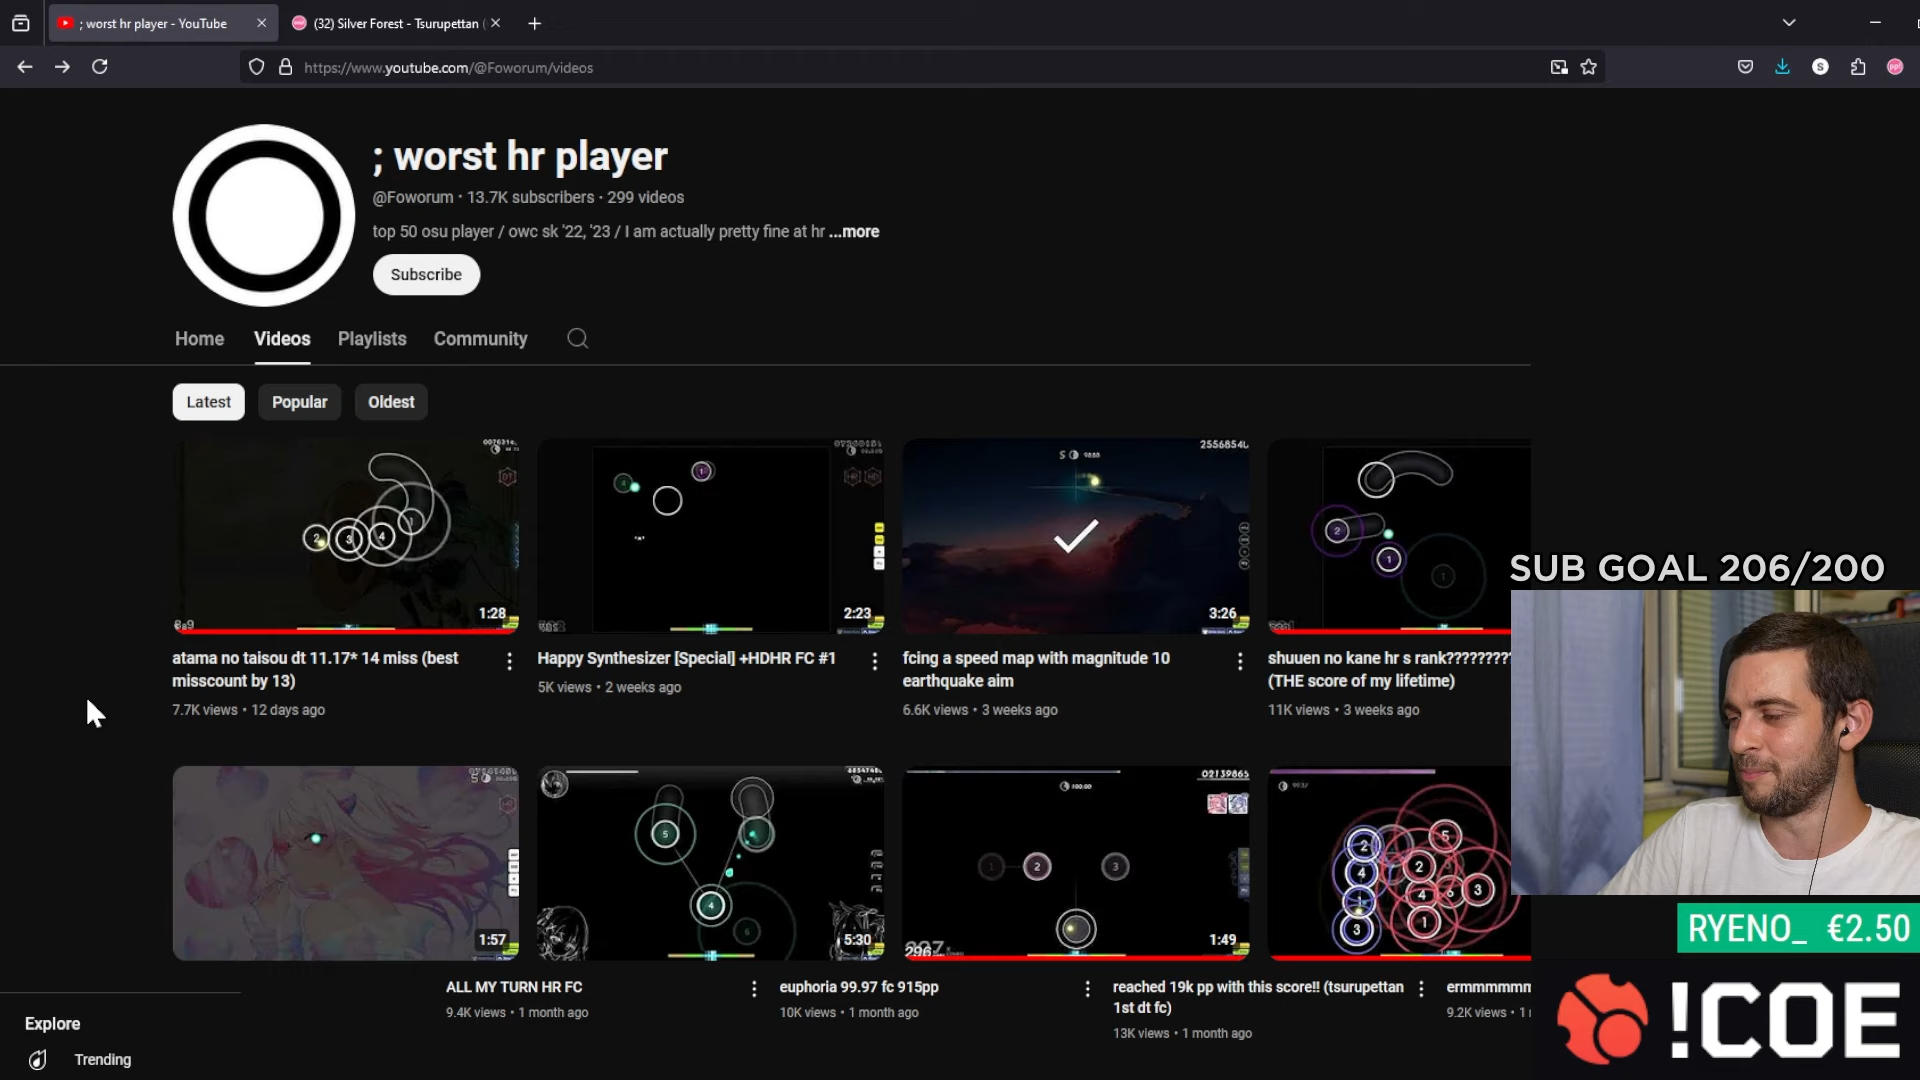 ; worst hr player - YouTube
(32) Silver Forest - Tsurupettan
https://www.youtube.com/@Foworum/videos
; worst hr player
@Foworum · 13.7K subscribers · 299 videos
top 50 osu player / owc sk '22, '23 / I am actually pretty fine at hr ...more
Subscribe
Home Videos Playlists Community
Latest Popular Oldest
1:28
2:23
3:26
atama no taisou dt 11.17* 14 miss (best
misscount by 13)
7.7K views · 12 days ago
Happy Synthesizer [Special] +HDHR FC #1
5K views · 2 weeks ago
fcing a speed map with magnitude 10
earthquake aim
6.6K views · 3 weeks ago
shuuen no kane hr s rank????????
(THE score of my lifetime)
11K views · 3 weeks ago
SUB GOAL 206/200
1:57
5:30
1:49
ALL MY TURN HR FC
9.4K views · 1 month ago
euphoria 99.97 fc 915pp
10K views · 1 month ago
reached 19k pp with this score!! (tsurupettan
1st dt fc)
13K views · 1 month ago
ermmmmmm
9.2K views · 1
RYENO_ €2.50
!COE
Explore
Trending